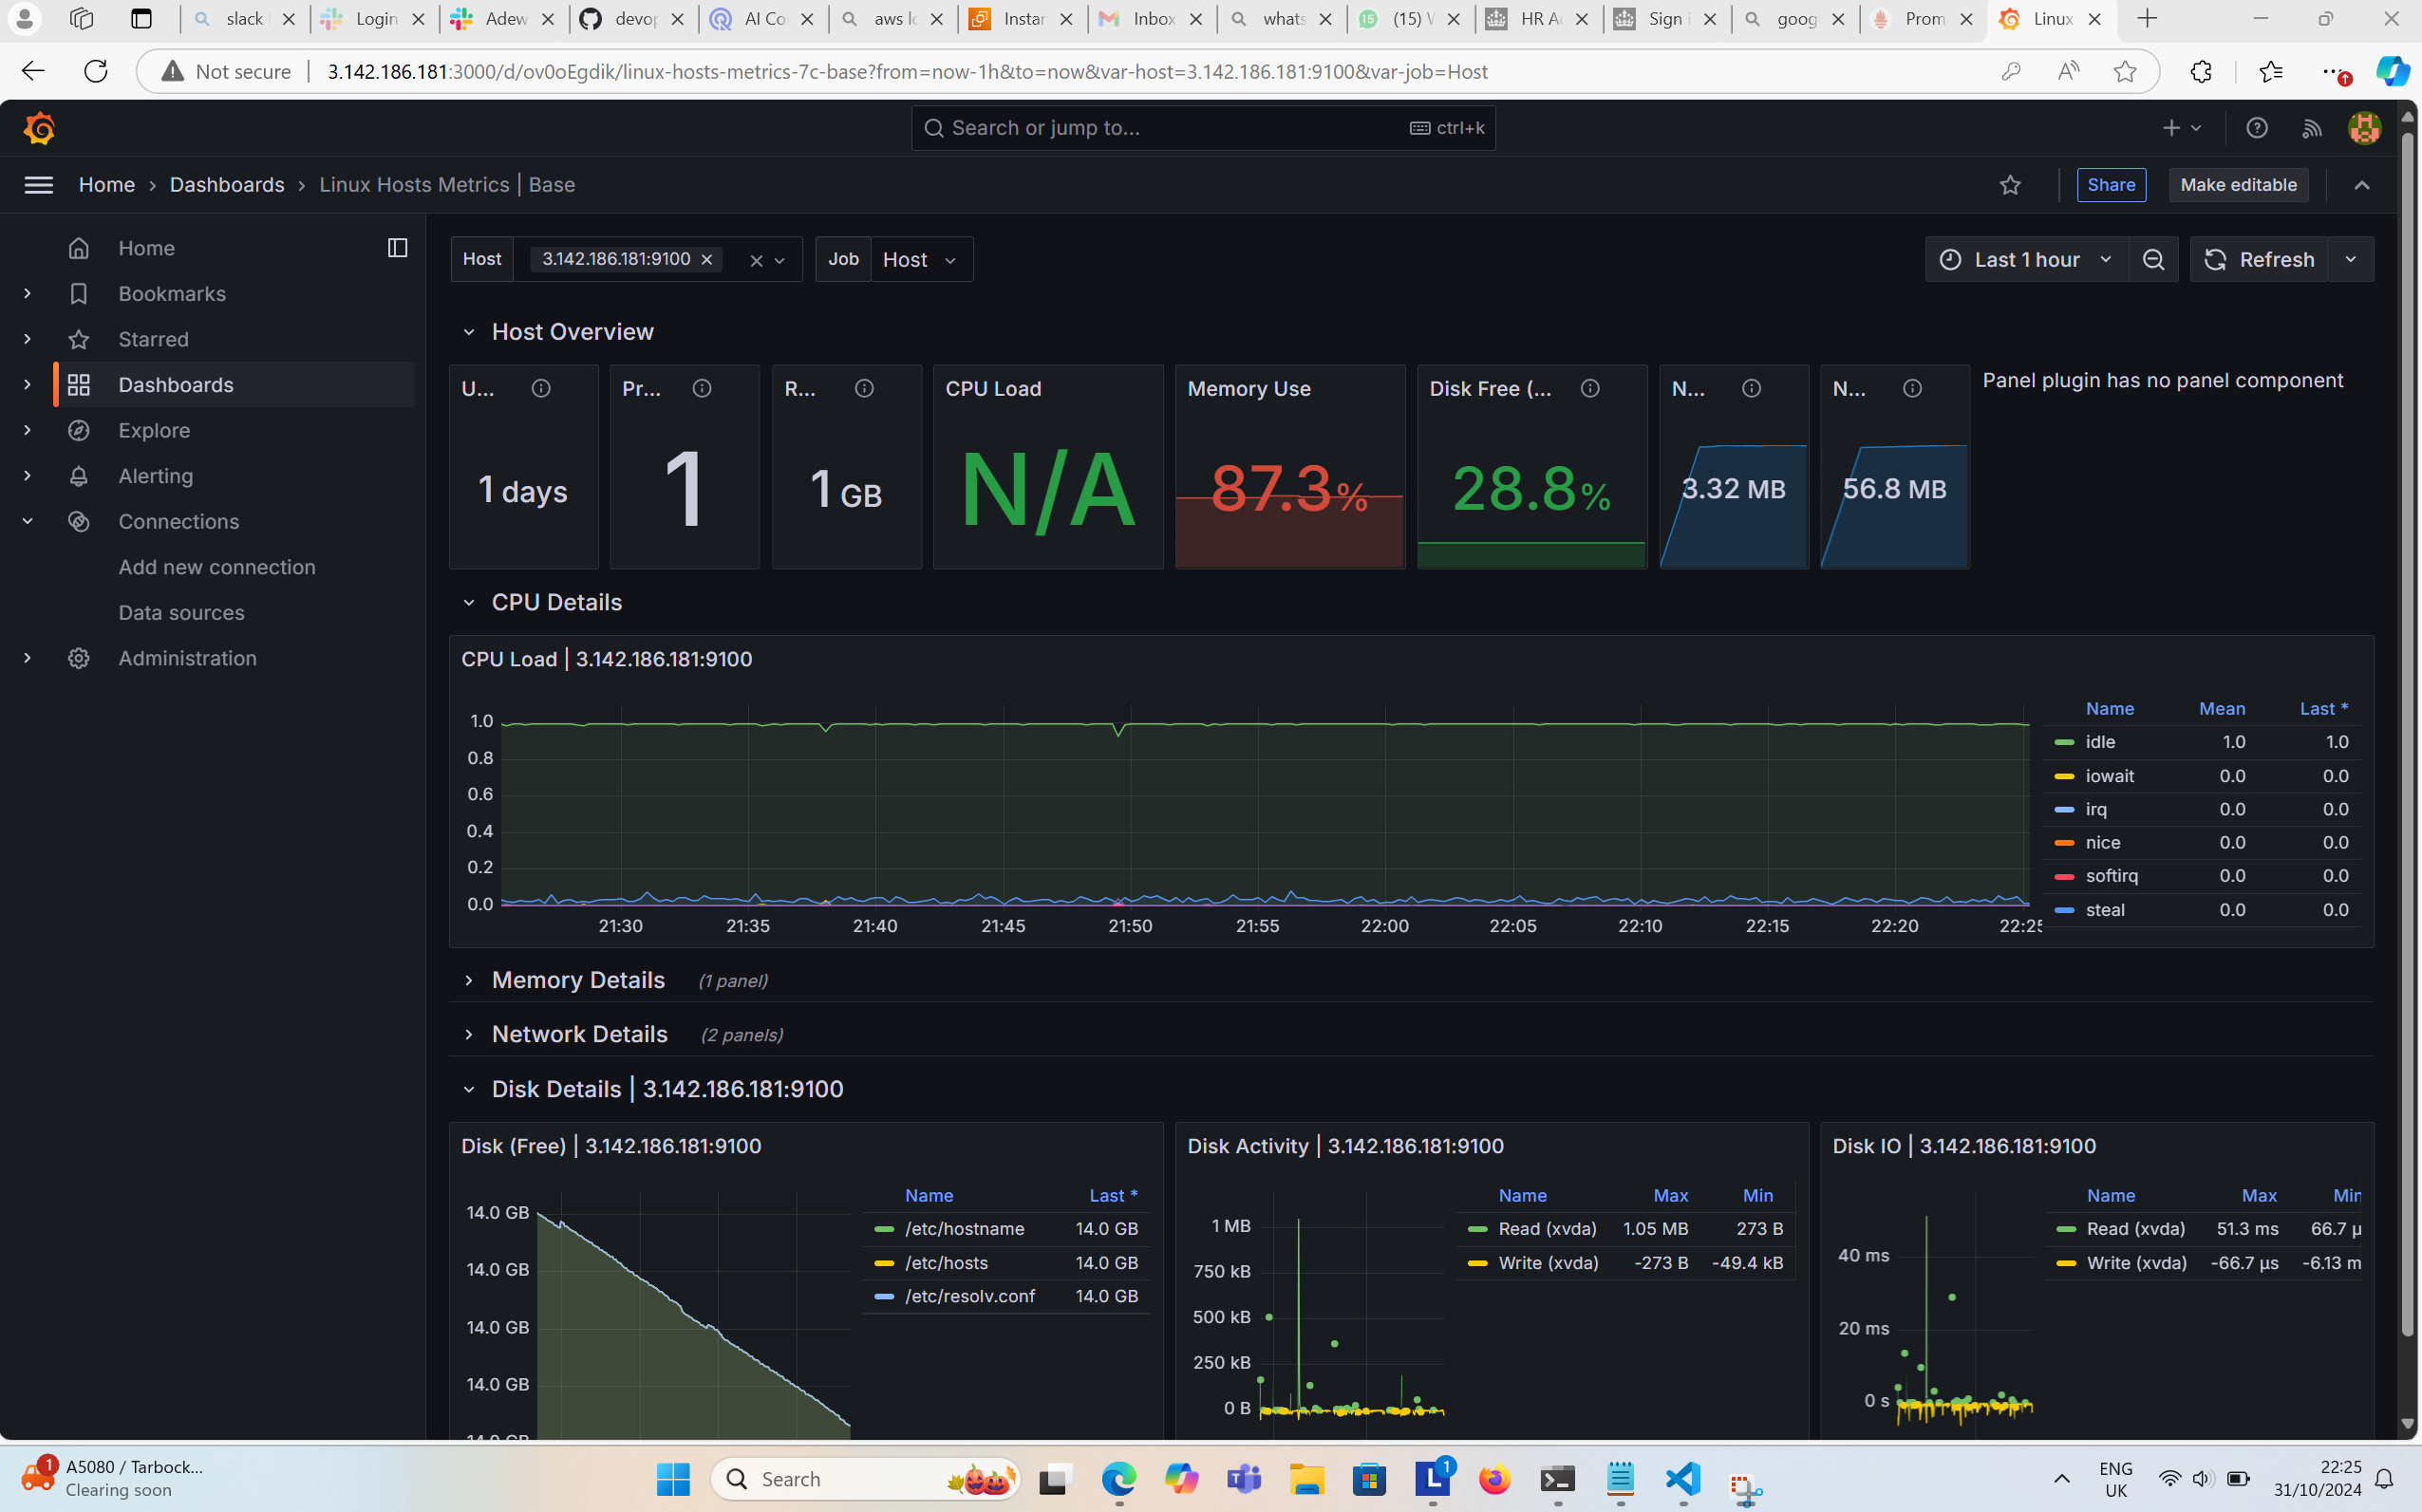 slack
Login
Adew
devop
AI Co
aws lo
Instar
Inbox
whats
(15) W
HR Ac
Sign i
goog
Prom
Linux
Not secure
3.142.186.181:3000/d/ov0oEgdik/linux-hosts-metrics-7c-base?from=now-1h&to=now&var-host=3.142.186.181:9100&var-job=Host
Search or jump to...
ctrl+k
Home › Dashboards › Linux Hosts Metrics | Base
Share
Make editable
Home
Bookmarks
Starred
Dashboards
Explore
Alerting
Connections
Add new connection
Data sources
Administration
Host
3.142.186.181:9100
Job
Host
Last 1 hour
Refresh
Host Overview
U...
1 days
Pr...
1
R...
1 GB
CPU Load
N/A
Memory Use
87.3%
Disk Free (...
28.8%
N...
3.32 MB
N...
56.8 MB
Panel plugin has no panel component
CPU Details
CPU Load | 3.142.186.181:9100
1.0
0.8
0.6
0.4
0.2
0.0
21:30 21:35 21:40 21:45 21:50 21:55 22:00 22:05 22:10 22:15 22:20 22:25
Name Mean Last *
idle 1.0 1.0
iowait 0.0 0.0
irq 0.0 0.0
nice 0.0 0.0
softirq 0.0 0.0
steal 0.0 0.0
Memory Details (1 panel)
Network Details (2 panels)
Disk Details | 3.142.186.181:9100
Disk (Free) | 3.142.186.181:9100
14.0 GB
14.0 GB
14.0 GB
14.0 GB
14.0 GB
Name Last *
/etc/hostname 14.0 GB
/etc/hosts 14.0 GB
/etc/resolv.conf 14.0 GB
Disk Activity | 3.142.186.181:9100
1 MB
750 kB
500 kB
250 kB
0 B
Name Max Min
Read (xvda) 1.05 MB 273 B
Write (xvda) -273 B -49.4 kB
Disk IO | 3.142.186.181:9100
40 ms
20 ms
0 s
Name Max Min
Read (xvda) 51.3 ms 66.7 µ
Write (xvda) -66.7 µs -6.13 m
1
A5080 / Tarbock...
Clearing soon
Search
1
ENG
UK
22:25
31/10/2024